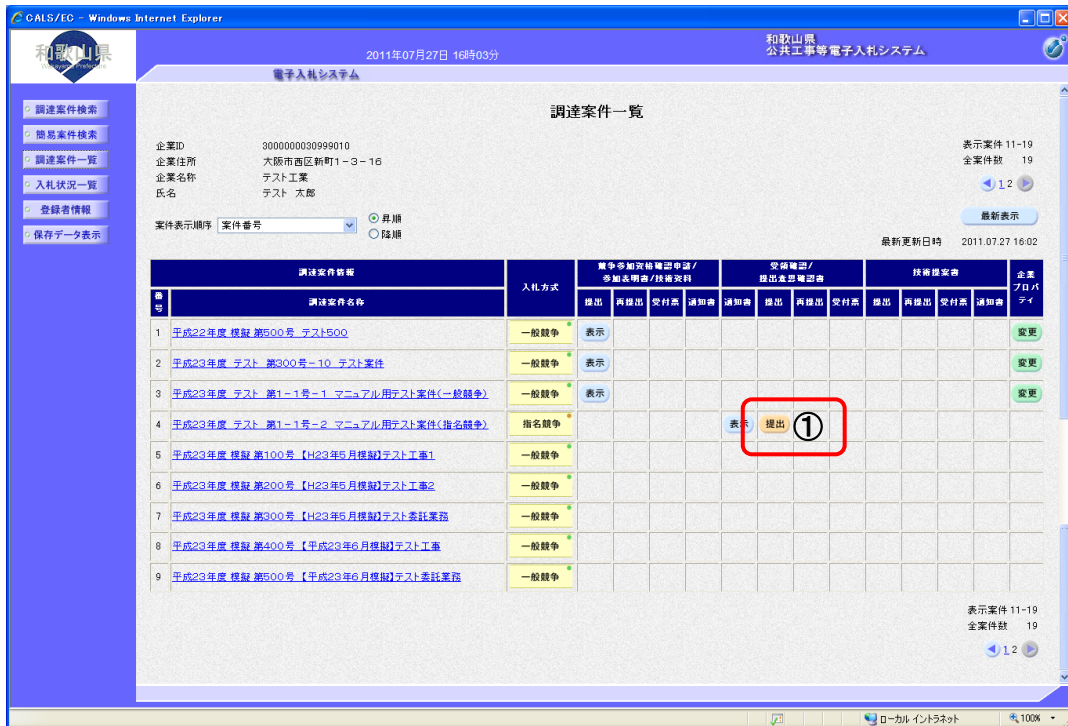 CALS/EC - Windows Internet Explorer
和歌山県
Wakayama Prefecture
2011年07月27日 16時03分
和歌山県
公共工事等電子入札システム
電子入札システム
調達案件検索
簡易案件検索
調達案件一覧
入札状況一覧
登録者情報
保存データ表示
調達案件一覧
企業ID 3000000030999010
企業住所 大阪市西区新町1-3-16
企業名称 テスト工業
氏名 テスト 太郎
表示案件 11-19
全案件数 19
1 2
案件表示順序 案件番号
昇順
降順
最新表示
最新更新日時 2011.07.27 16:02
調達案件情報 入札方式 競争参加資格確認申請/参加表明書/技術資料 受領確認/提出意思確認書 技術提案書 企業プロパティ
番号 調達案件名称 提出 再提出 受付票 通知書 通知書 提出 再提出 受付票 提出 再提出 受付票 通知書
1 平成22年度 模擬 第500号 テスト500 一般競争 表示 変更
2 平成23年度 テスト 第300号-10 テスト案件 一般競争 表示 変更
3 平成23年度 テスト 第1-1号-1 マニュアル用テスト案件(一般競争) 一般競争 表示 変更
4 平成23年度 テスト 第1-1号-2 マニュアル用テスト案件(指名競争) 指名競争 表示 提出 ①
5 平成23年度 模擬 第100号 【H23年5月模擬】テスト工事1 一般競争
6 平成23年度 模擬 第200号 【H23年5月模擬】テスト工事2 一般競争
7 平成23年度 模擬 第300号 【H23年5月模擬】テスト委託業務 一般競争
8 平成23年度 模擬 第400号 【平成23年6月模擬】テスト工事 一般競争
9 平成23年度 模擬 第500号 【平成23年6月模擬】テスト委託業務 一般競争
表示案件 11-19
全案件数 19
1 2
ローカル イントラネット 100%